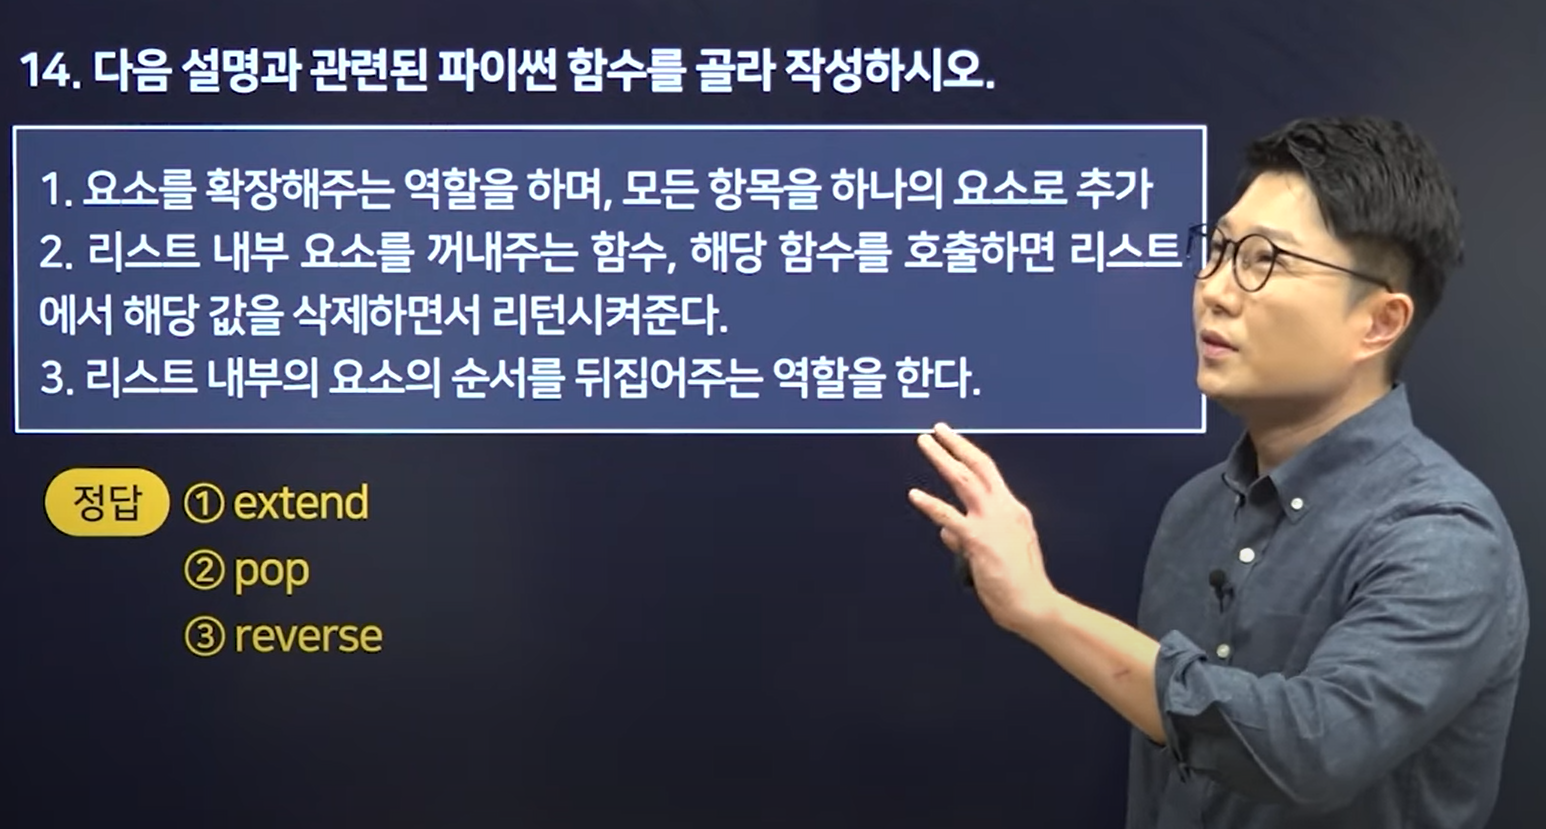 14. 다음 설명과 관련된 파이썬 함수를 골라 작성하시오.
1. 요소를 확장해주는 역할을 하며, 모든 항목을 하나의 요소로 추가
2. 리스트 내부 요소를 꺼내주는 함수, 해당 함수를 호출하면 리스트
에서 해당 값을 삭제하면서 리턴시켜준다.
3. 리스트 내부의 요소의 순서를 뒤집어주는 역할을 한다.
정답 ① extend
② pop
③ reverse